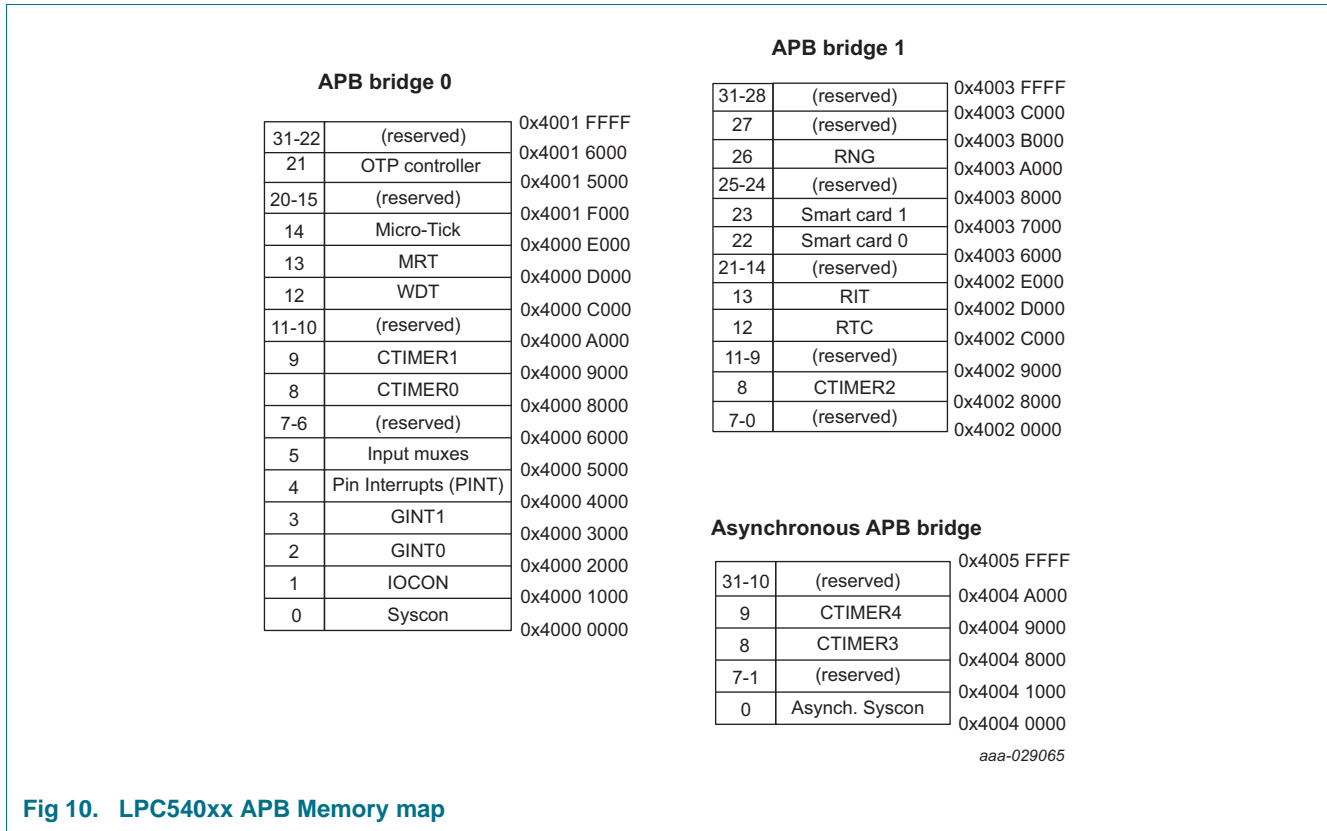 APB bridge 0
0x4001 FFFF
31-22 (reserved)
0x4001 6000
21 OTP controller
0x4001 5000
20-15 (reserved)
0x4001 F000
14 Micro-Tick
0x4000 E000
13 MRT
0x4000 D000
12 WDT
0x4000 C000
11-10 (reserved)
0x4000 A000
9 CTIMER1
0x4000 9000
8 CTIMER0
0x4000 8000
7-6 (reserved)
0x4000 6000
5 Input muxes
0x4000 5000
4 Pin Interrupts (PINT)
0x4000 4000
3 GINT1
0x4000 3000
2 GINT0
0x4000 2000
1 IOCON
0x4000 1000
0 Syscon
0x4000 0000
APB bridge 1
0x4003 FFFF
31-28 (reserved)
0x4003 C000
27 (reserved)
0x4003 B000
26 RNG
0x4003 A000
25-24 (reserved)
0x4003 8000
23 Smart card 1
0x4003 7000
22 Smart card 0
0x4003 6000
21-14 (reserved)
0x4002 E000
13 RIT
0x4002 D000
12 RTC
0x4002 C000
11-9 (reserved)
0x4002 9000
8 CTIMER2
0x4002 8000
7-0 (reserved)
0x4002 0000
Asynchronous APB bridge
0x4005 FFFF
31-10 (reserved)
0x4004 A000
9 CTIMER4
0x4004 9000
8 CTIMER3
0x4004 8000
7-1 (reserved)
0x4004 1000
0 Asynch. Syscon
0x4004 0000
aaa-029065
Fig 10. LPC540xx APB Memory map